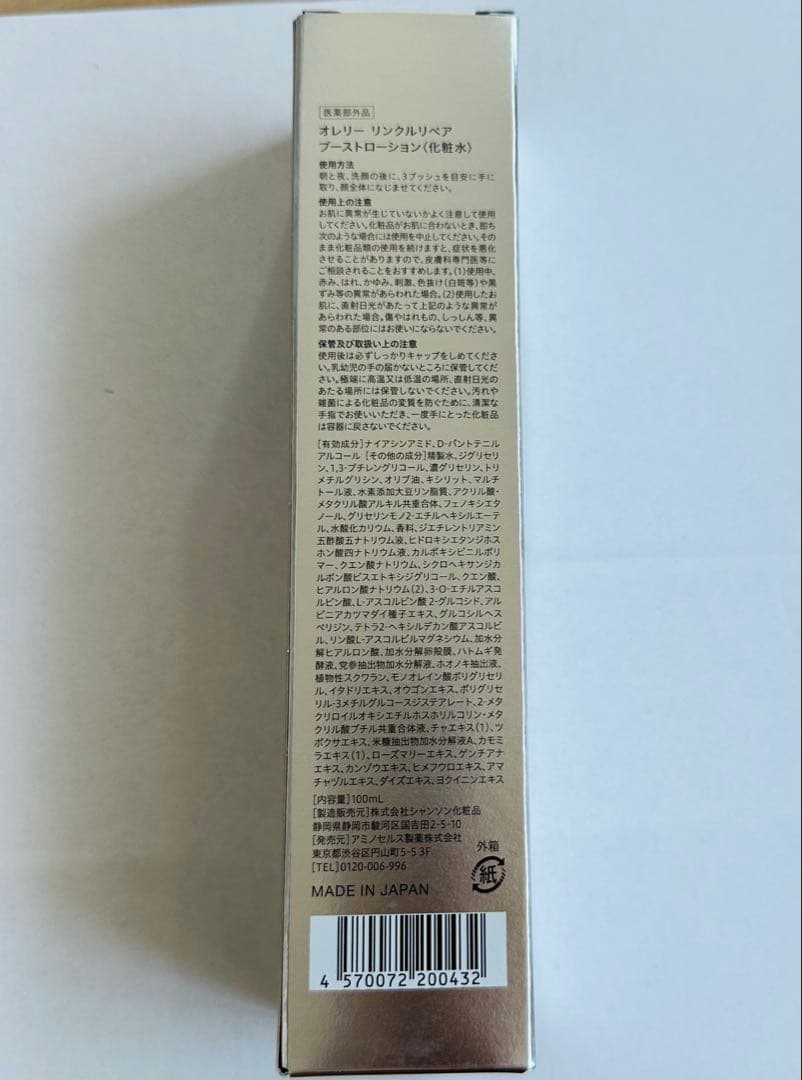 医薬部外品
オレリー リンクルリペア
ブーストローション〈化粧水〉
使用方法
朝と夜、洗顔の後に、3プッシュを目安に手に
取り、顔全体になじませてください。
使用上の注意
お肌に異常が生じていないかよく注意して使用
してください。化粧品がお肌に合わないとき、即ち
次のような場合には使用を中止してください。その
まま化粧品類の使用を続けますと、症状を悪化
させることがありますので、皮膚科専門医等に
ご相談されることをおすすめします。(1)使用中、
赤み、はれ、かゆみ、刺激、色抜け(白斑等)や黒
ずみ等の異常があらわれた場合。(2)使用したお
肌に、直射日光があたって上記のような異常が
あらわれた場合。傷やはれもの、しっしん等、異
常のある部位にはお使いにならないでください。
保管及び取扱い上の注意
使用後は必ずしっかりキャップをしめてくださ
い。乳幼児の手の届かないところに保管してくだ
さい。極端に高温又は低温の場所、直射日光の
あたる場所には保管しないでください。汚れや
雑菌による化粧品の変質を防ぐために、清潔な
手指でお使いいただき、一度手にとった化粧品
は容器に戻さないでください。
[有効成分]ナイアシンアミド、D-パントテニル
アルコール [その他の成分]精製水、ジグリセリ
ン、1,3-ブチレングリコール、濃グリセリン、トリ
メチルグリシン、オリブ油、キシリット、マルチ
トール液、水素添加大豆リン脂質、アクリル酸・
メタクリル酸アルキル共重合体、フェノキシエタ
ノール、グリセリンモノ2-エチルヘキシルエーテ
ル、水酸化カリウム、香料、ジエチレントリアミン
五酢酸五ナトリウム液、ヒドロキシエタンジホス
ホン酸四ナトリウム液、カルボキシビニルポリ
マー、クエン酸ナトリウム、シクロヘキサンジカ
ルボン酸ビスエトキシジグリコール、クエン酸、
ヒアルロン酸ナトリウム(2)、3-O-エチルアスコ
ルビン酸、L-アスコルビン酸 2-グルコシド、アル
ピニアカツマダイ種子エキス、グルコシルヘス
ペリジン、テトラ2-ヘキシルデカン酸アスコルビ
ル、リン酸L-アスコルビルマグネシウム、加水分
解ヒアルロン酸、加水分解卵殻膜、ハトムギ発
酵液、党参抽出物加水分解液、ホオノキ抽出液、
植物性スクワラン、モノオレイン酸ポリグリセリ
ル、イタドリエキス、オウゴンエキス、ポリグリセ
リル-3メチルグルコースジステアレート、2-メタ
クリロイルオキシエチルホスホリルコリン・メタ
クリル酸ブチル共重合体液、チャエキス(1)、ツ
ボクサエキス、米糠抽出物加水分解液A、カモミ
ラエキス(1)、ローズマリーエキス、ゲンチアナ
エキス、カンゾウエキス、ヒメフウロエキス、アマ
チャヅルエキス、ダイズエキス、ヨクイニンエキス
[内容量]100mL
[製造販売元]株式会社シャンソン化粧品
静岡県静岡市駿河区国吉田2-5-10
[発売元]アミノセルス製薬株式会社
東京都渋谷区円山町5-5 3F
[TEL]0120-006-996
外箱
紙
MADE IN JAPAN
4 570072 200432